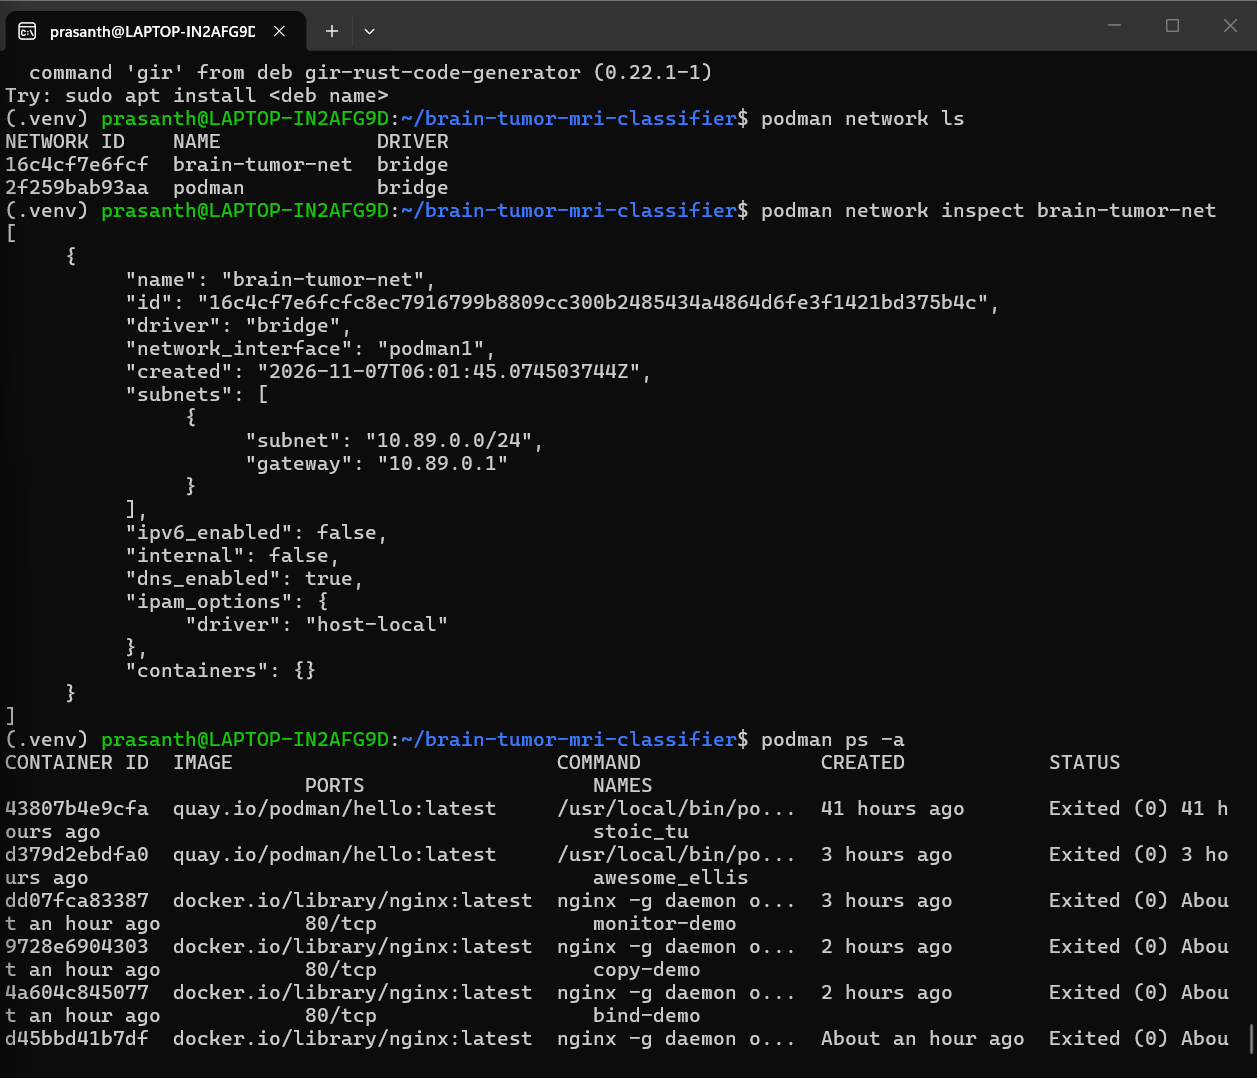 prasanth@LAPTOP-IN2AFG9D
command 'gir' from deb gir-rust-code-generator (0.22.1-1)
Try: sudo apt install <deb name>
(.venv) prasanth@LAPTOP-IN2AFG9D:~/brain-tumor-mri-classifier$ podman network ls
NETWORK ID    NAME             DRIVER
16c4cf7e6fcf  brain-tumor-net  bridge
2f259bab93aa  podman           bridge
(.venv) prasanth@LAPTOP-IN2AFG9D:~/brain-tumor-mri-classifier$ podman network inspect brain-tumor-net
[
     {
          "name": "brain-tumor-net",
          "id": "16c4cf7e6fcfc8ec7916799b8809cc300b2485434a4864d6fe3f1421bd375b4c",
          "driver": "bridge",
          "network_interface": "podman1",
          "created": "2026-11-07T06:01:45.074503744Z",
          "subnets": [
               {
                    "subnet": "10.89.0.0/24",
                    "gateway": "10.89.0.1"
               }
          ],
          "ipv6_enabled": false,
          "internal": false,
          "dns_enabled": true,
          "ipam_options": {
               "driver": "host-local"
          },
          "containers": {}
     }
]
(.venv) prasanth@LAPTOP-IN2AFG9D:~/brain-tumor-mri-classifier$ podman ps -a
CONTAINER ID  IMAGE                           COMMAND               CREATED            STATUS
                         PORTS                   NAMES
43807b4e9cfa  quay.io/podman/hello:latest     /usr/local/bin/po...  41 hours ago       Exited (0) 41 h
ours ago                                         stoic_tu
d379d2ebdfa0  quay.io/podman/hello:latest     /usr/local/bin/po...  3 hours ago        Exited (0) 3 ho
urs ago                                          awesome_ellis
dd07fca83387  docker.io/library/nginx:latest  nginx -g daemon o...  3 hours ago        Exited (0) Abou
t an hour ago            80/tcp                  monitor-demo
9728e6904303  docker.io/library/nginx:latest  nginx -g daemon o...  2 hours ago        Exited (0) Abou
t an hour ago            80/tcp                  copy-demo
4a604c845077  docker.io/library/nginx:latest  nginx -g daemon o...  2 hours ago        Exited (0) Abou
t an hour ago            80/tcp                  bind-demo
d45bbd41b7df  docker.io/library/nginx:latest  nginx -g daemon o...  About an hour ago  Exited (0) Abou